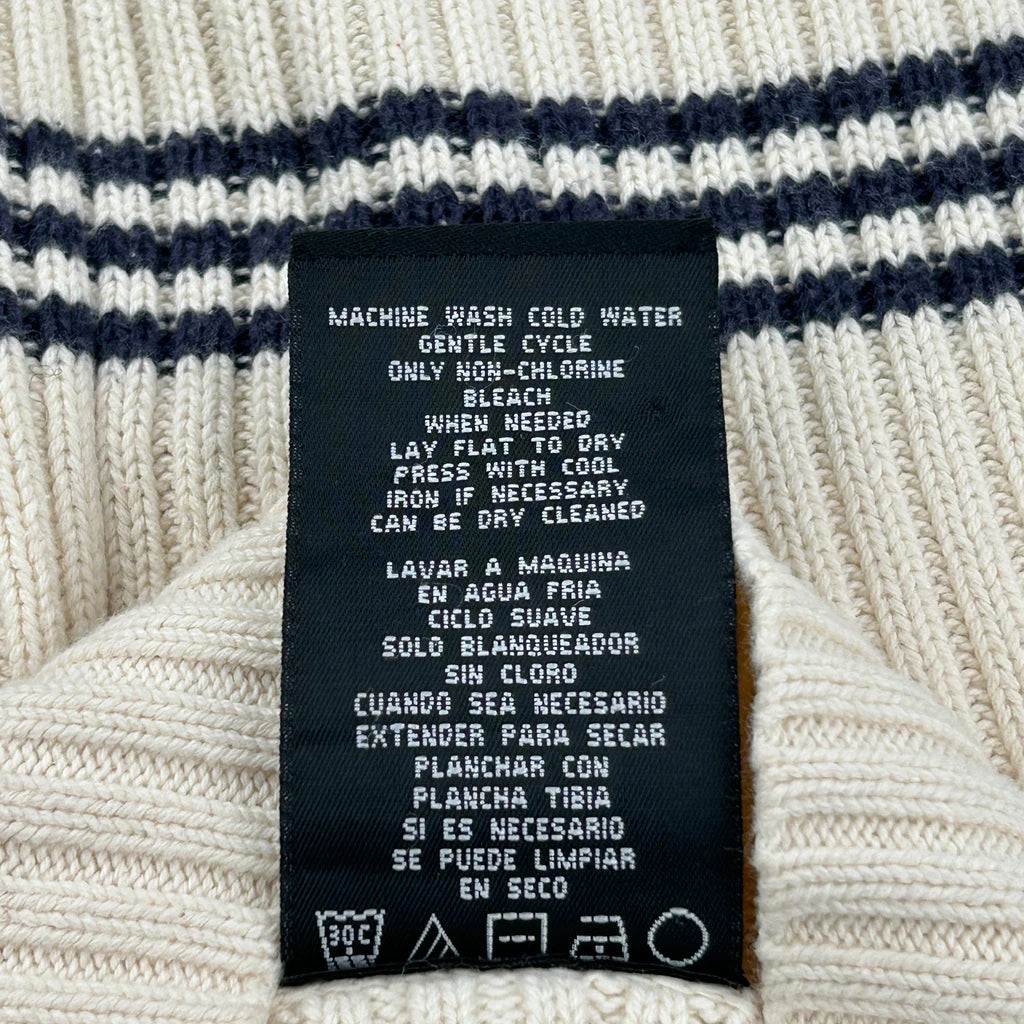 MACHINE WASH COLD WATER
GENTLE CYCLE
ONLY NON-CHLORINE
BLEACH
WHEN NEEDED
LAY FLAT TO DRY
PRESS WITH COOL
IRON IF NECESSARY
CAN BE DRY CLEANED
LAVAR A MAQUINA
EN AGUA FRIA
CICLO SUAVE
SOLO BLANQUEADOR
SIN CLORO
CUANDO SEA NECESARIO
EXTENDER PARA SECAR
PLANCHAR CON
PLANCHA TIBIA
SI ES NECESARIO
SE PUEDE LIMPIAR
EN SECO
30C